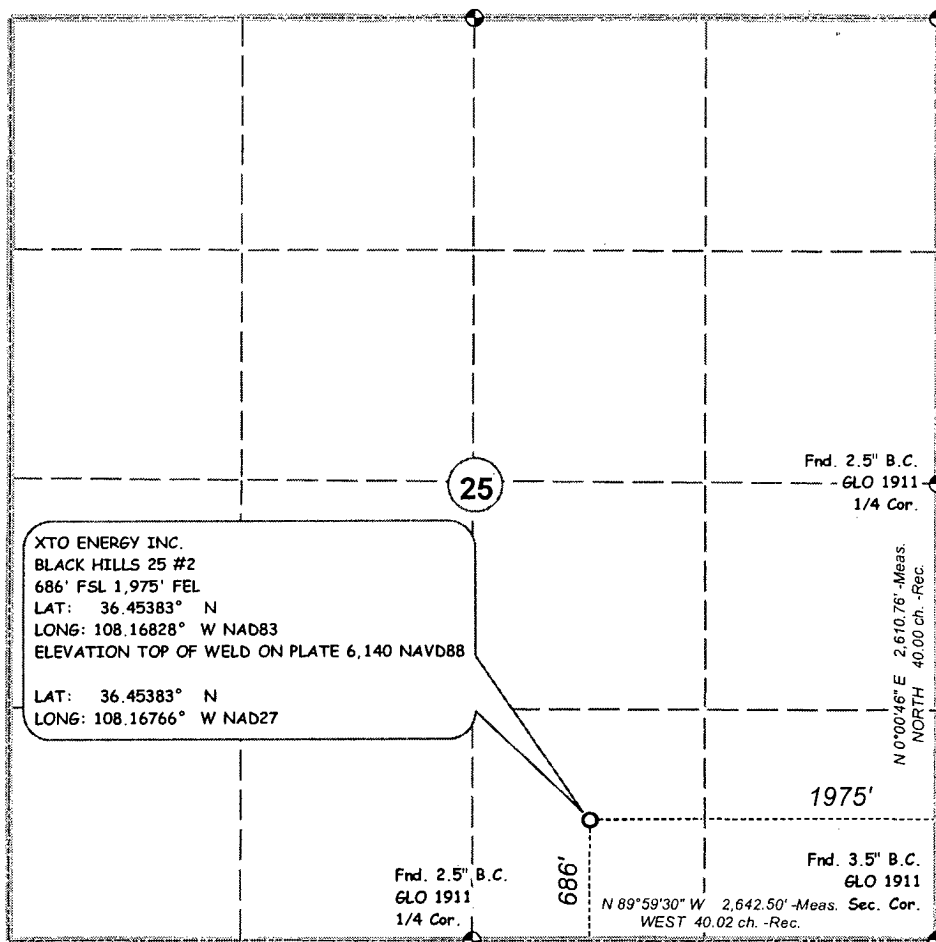 25
Fnd. 2.5" B.C.
GLO 1911
1/4 Cor.
XTO ENERGY INC.
BLACK HILLS 25 #2
686' FSL 1,975' FEL
LAT: 36.45383° N
LONG: 108.16828° W NAD83
ELEVATION TOP OF WELD ON PLATE 6,140 NAVD88
LAT: 36.45383° N
LONG: 108.16766° W NAD27
N 0°00'46" E 2,610.76' -Meas.
NORTH 40.00 ch. -Rec.
1975'
686'
Fnd. 2.5" B.C.
GLO 1911
1/4 Cor.
Fnd. 3.5" B.C.
GLO 1911
Sec. Cor.
N 89°59'30" W 2,642.50' -Meas.
WEST 40.02 ch. -Rec.